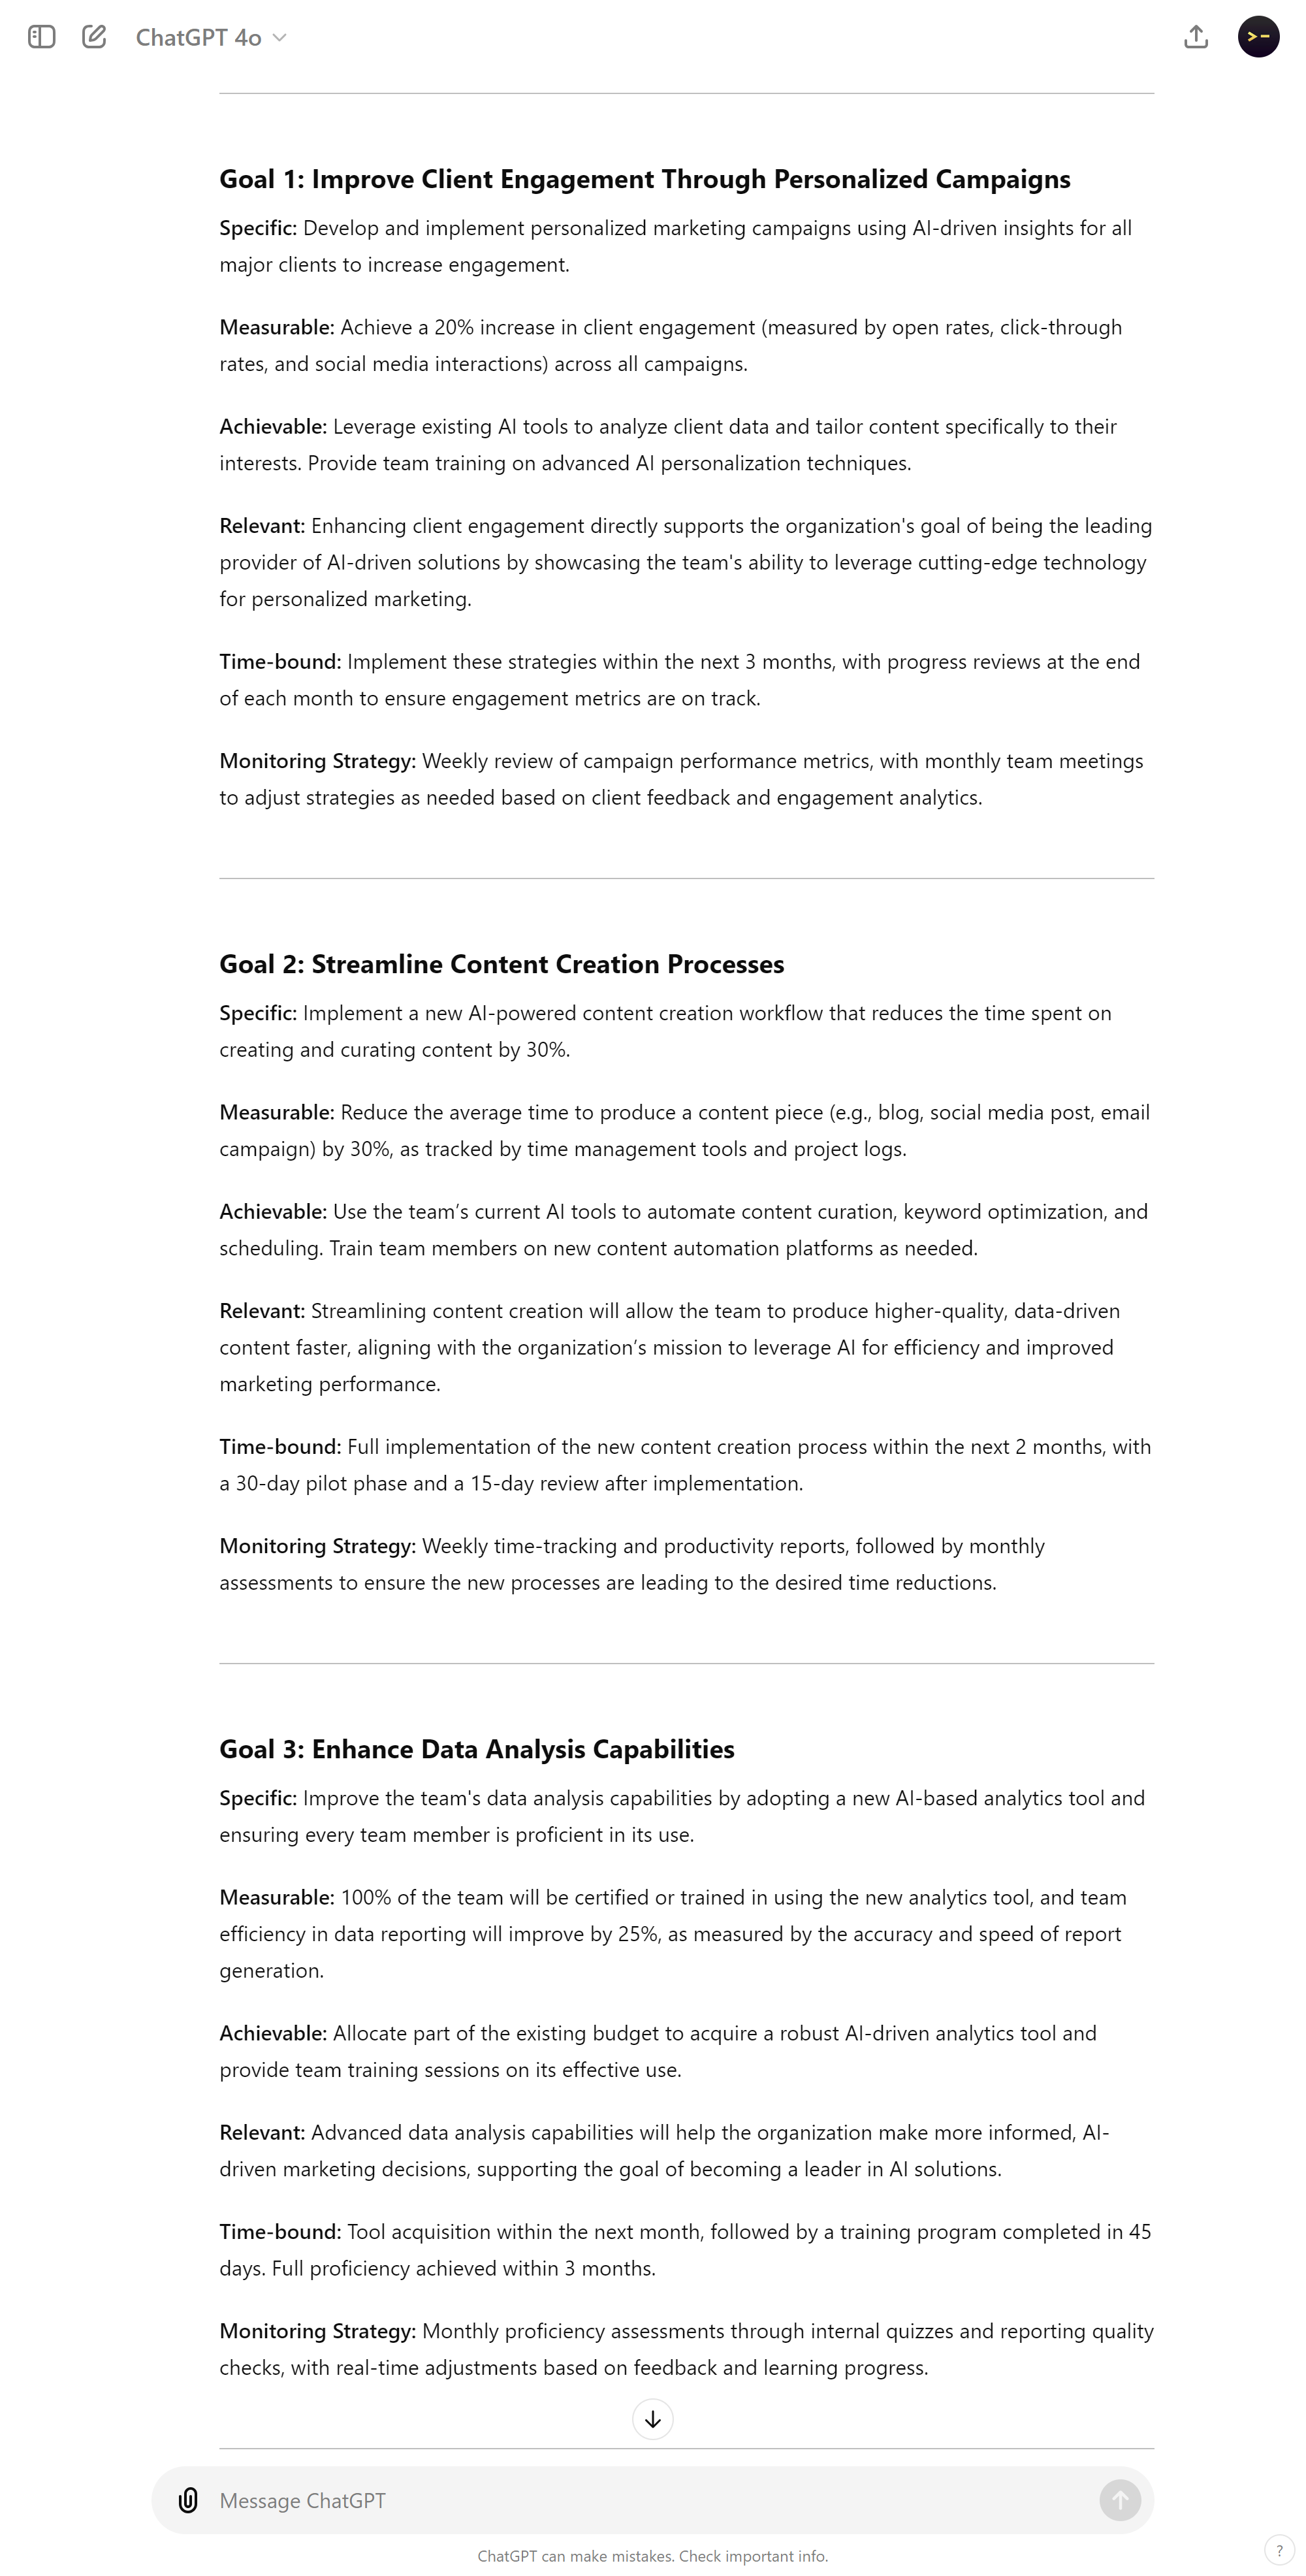 ChatGPT 4o
Goal 1: Improve Client Engagement Through Personalized Campaigns
Specific: Develop and implement personalized marketing campaigns using AI-driven insights for all
major clients to increase engagement.
Measurable: Achieve a 20% increase in client engagement (measured by open rates, click-through
rates, and social media interactions) across all campaigns.
Achievable: Leverage existing AI tools to analyze client data and tailor content specifically to their
interests. Provide team training on advanced AI personalization techniques.
Relevant: Enhancing client engagement directly supports the organization's goal of being the leading
provider of AI-driven solutions by showcasing the team's ability to leverage cutting-edge technology
for personalized marketing.
Time-bound: Implement these strategies within the next 3 months, with progress reviews at the end
of each month to ensure engagement metrics are on track.
Monitoring Strategy: Weekly review of campaign performance metrics, with monthly team meetings
to adjust strategies as needed based on client feedback and engagement analytics.
Goal 2: Streamline Content Creation Processes
Specific: Implement a new AI-powered content creation workflow that reduces the time spent on
creating and curating content by 30%.
Measurable: Reduce the average time to produce a content piece (e.g., blog, social media post, email
campaign) by 30%, as tracked by time management tools and project logs.
Achievable: Use the team’s current AI tools to automate content curation, keyword optimization, and
scheduling. Train team members on new content automation platforms as needed.
Relevant: Streamlining content creation will allow the team to produce higher-quality, data-driven
content faster, aligning with the organization’s mission to leverage AI for efficiency and improved
marketing performance.
Time-bound: Full implementation of the new content creation process within the next 2 months, with
a 30-day pilot phase and a 15-day review after implementation.
Monitoring Strategy: Weekly time-tracking and productivity reports, followed by monthly
assessments to ensure the new processes are leading to the desired time reductions.
Goal 3: Enhance Data Analysis Capabilities
Specific: Improve the team's data analysis capabilities by adopting a new AI-based analytics tool and
ensuring every team member is proficient in its use.
Measurable: 100% of the team will be certified or trained in using the new analytics tool, and team
efficiency in data reporting will improve by 25%, as measured by the accuracy and speed of report
generation.
Achievable: Allocate part of the existing budget to acquire a robust AI-driven analytics tool and
provide team training sessions on its effective use.
Relevant: Advanced data analysis capabilities will help the organization make more informed, AI-
driven marketing decisions, supporting the goal of becoming a leader in AI solutions.
Time-bound: Tool acquisition within the next month, followed by a training program completed in 45
days. Full proficiency achieved within 3 months.
Monitoring Strategy: Monthly proficiency assessments through internal quizzes and reporting quality
checks, with real-time adjustments based on feedback and learning progress.
Message ChatGPT
ChatGPT can make mistakes. Check important info.
?